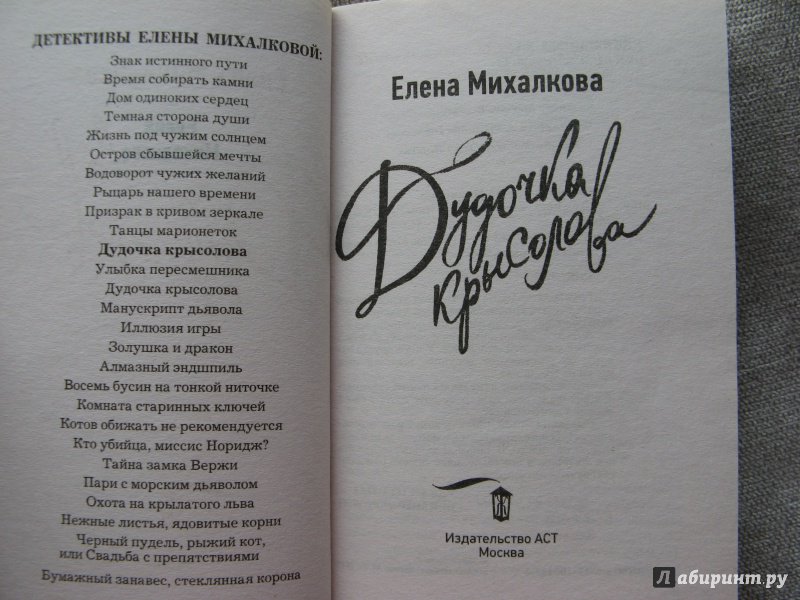 ДЕТЕКТИВЫ ЕЛЕНЫ МИХАЛКОВОЙ:
Знак истинного пути
Время собирать камни
Дом одиноких сердец
Темная сторона души
Жизнь под чужим солнцем
Остров сбывшейся мечты
Водоворот чужих желаний
Рыцарь нашего времени
Призрак в кривом зеркале
Танцы марионеток
Дудочка крысолова
Улыбка пересмешника
Дудочка крысолова
Манускрипт дьявола
Иллюзия игры
Золушка и дракон
Алмазный эндшпиль
Восемь бусин на тонкой ниточке
Комната старинных ключей
Котов обижать не рекомендуется
Кто убийца, миссис Норидж?
Тайна замка Вержи
Пари с морским дьяволом
Охота на крылатого льва
Нежные листья, ядовитые корни
Черный пудель, рыжий кот,
или Свадьба с препятствиями
Бумажный занавес, стеклянная корона
Елена Михалкова
Дудочка
крысолова
Ж
Издательство АСТ
Москва
Лабиринт.ру